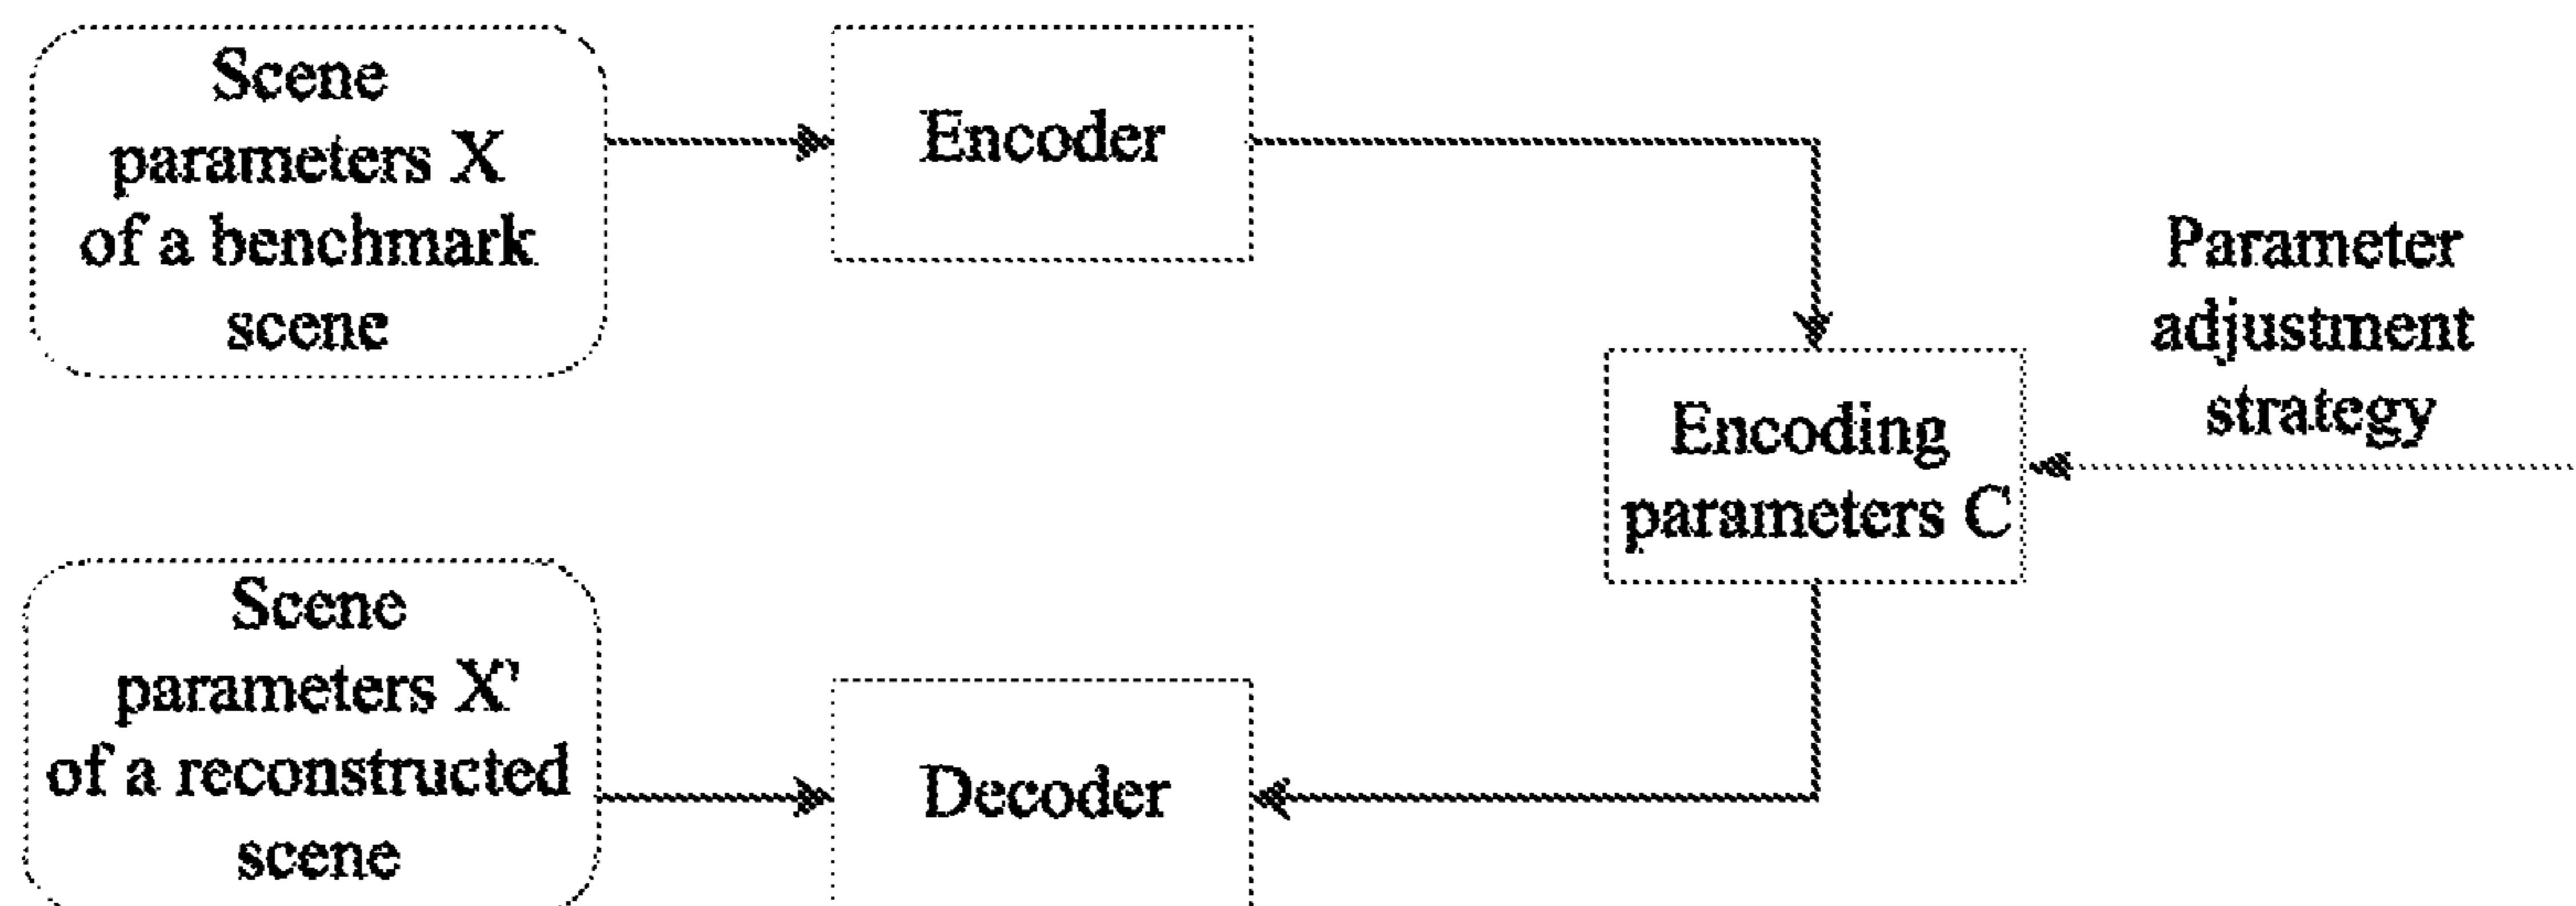 Scene
parameters X
of a benchmark
scene
Encoder
Parameter
adjustment
strategy
Encoding
parameters C
Scene
parameters X'
of a reconstructed
scene
Decoder